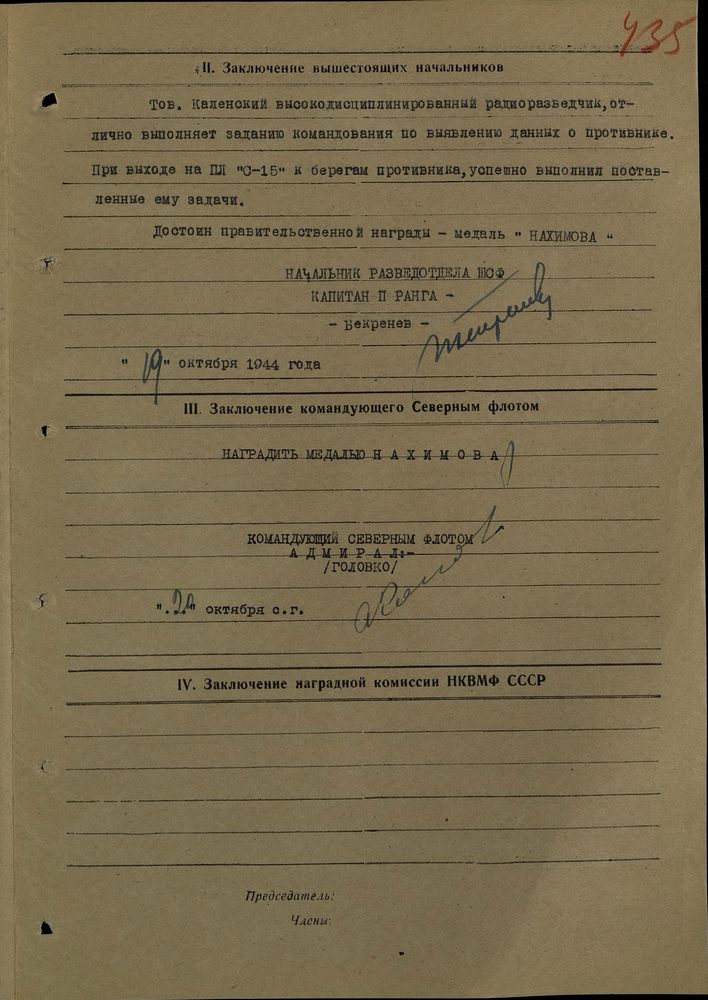 435
II. Заключение вышестоящих начальников
Тов. Каленский высокодисциплинированный радиоразведчик, от-
лично выполняет заданию командования по выявлению данных о противнике.
При выходе на ПЛ "С-15" к берегам противника, успешно выполнил постав-
ленные ему задачи.
Достоин правительственной награды - медаль " НАХИМОВА "
НАЧАЛЬНИК РАЗВЕДОТДЕЛА ШСФ
КАПИТАН П РАНГА -
- Бекренев -
"19" октября 1944 года
III. Заключение командующего Северным флотом
НАГРАДИТЬ МЕДАЛЬЮ Н А Х И М О В А
КОМАНДУЮЩИЙ СЕВЕРНЫМ ФЛОТОМ
А Д М И Р А Л:-
/ГОЛОВКО/
".20" октября с.г.
IV. Заключение наградной комиссии НКВМФ СССР
Председатель:
Члены: